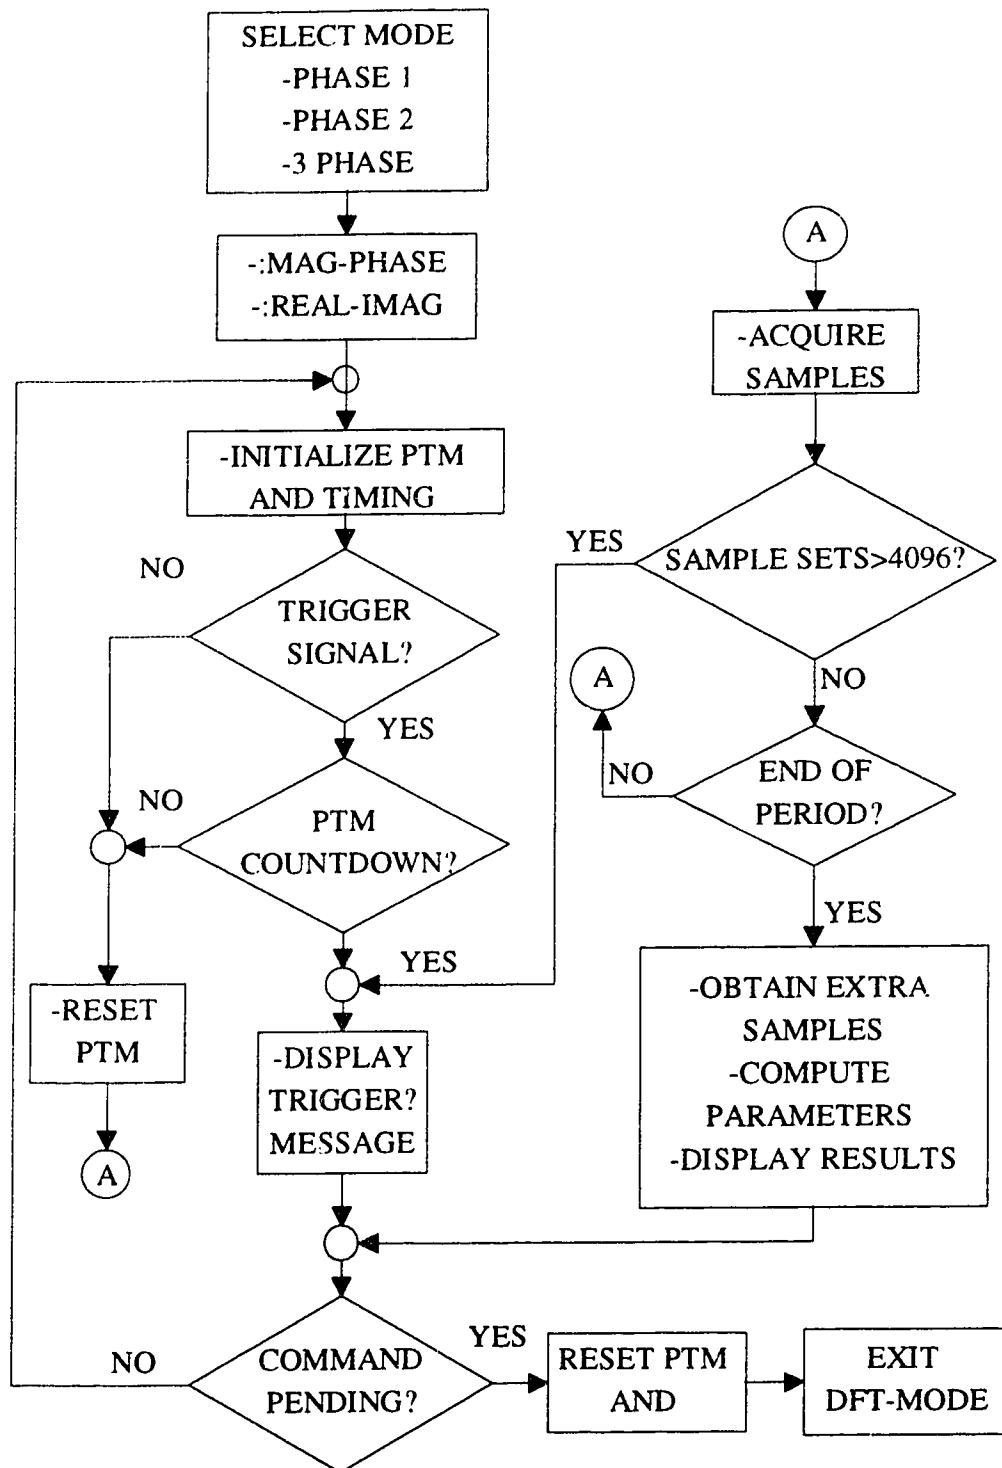 SELECT MODE
-PHASE 1
-PHASE 2
-3 PHASE
-:MAG-PHASE
-:REAL-IMAG
-INITIALIZE PTM
AND TIMING
NO
TRIGGER
SIGNAL?
YES
NO
PTM
COUNTDOWN?
YES
-RESET
PTM
A
-DISPLAY
TRIGGER?
MESSAGE
NO
COMMAND
PENDING?
YES
RESET PTM
AND
EXIT
DFT-MODE
A
-ACQUIRE
SAMPLES
YES
SAMPLE SETS>4096?
NO
A
NO
END OF
PERIOD?
YES
-OBTAIN EXTRA
SAMPLES
-COMPUTE
PARAMETERS
-DISPLAY RESULTS